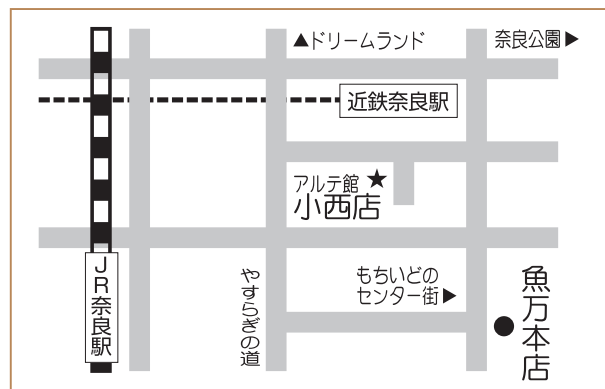 ▲ドリームランド
奈良公園▶
近鉄奈良駅
アルテ館 ★
小西店
JR奈良駅
やすらぎの道
もちいどの
センター街▶
魚万本店